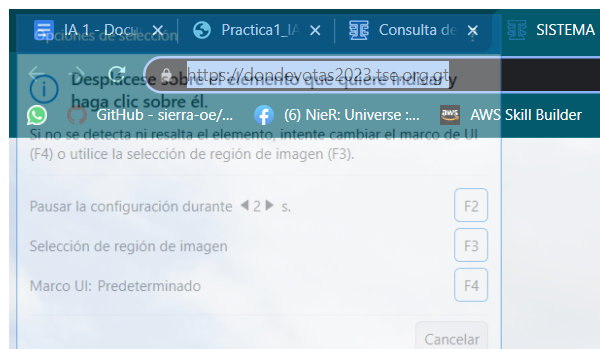 Opciones de selección
IA 1 - Docu
Practica1_IA
Consulta de
SISTEMA
https://dondevotas2023.tse.org.gt
Desplácese sobre el elemento que quiere indicar y
haga clic sobre él.
GitHub - sierra-oe/...
(6) NieR: Universe :...
aws
AWS Skill Builder
Si no se detecta ni resalta el elemento, intente cambiar el marco de UI
(F4) o utilice la selección de región de imagen (F3).
Pausar la configuración durante 2 s.
F2
Selección de región de imagen
F3
Marco UI: Predeterminado
F4
Cancelar